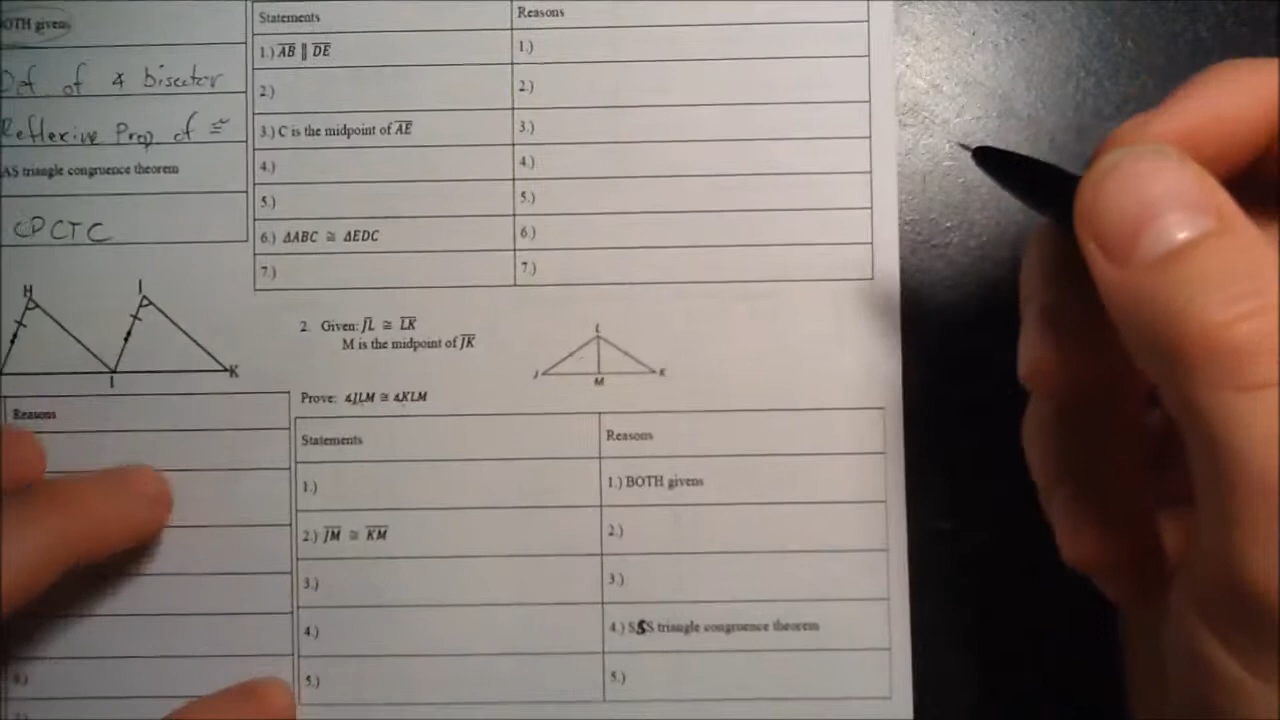 OTH givens
Def of ∡ bisector
Reflexive Prop of ≅
AS triangle congruence theorem
CPCTC
Statements Reasons
1.) AB ∥ DE 1.)
2.) 2.)
3.) C is the midpoint of AE 3.)
4.) 4.)
5.) 5.)
6.) ΔABC ≅ ΔEDC 6.)
7.) 7.)
H I
I K
Reasons
6.)
2. Given: JL ≅ LK
M is the midpoint of JK
L
J M K
Prove: ∡JLM ≅ ∡KLM
Statements Reasons
1.) 1.) BOTH givens
2.) JM ≅ KM 2.)
3.) 3.)
4.) 4.) SSS triangle congruence theorem
5.) 5.)